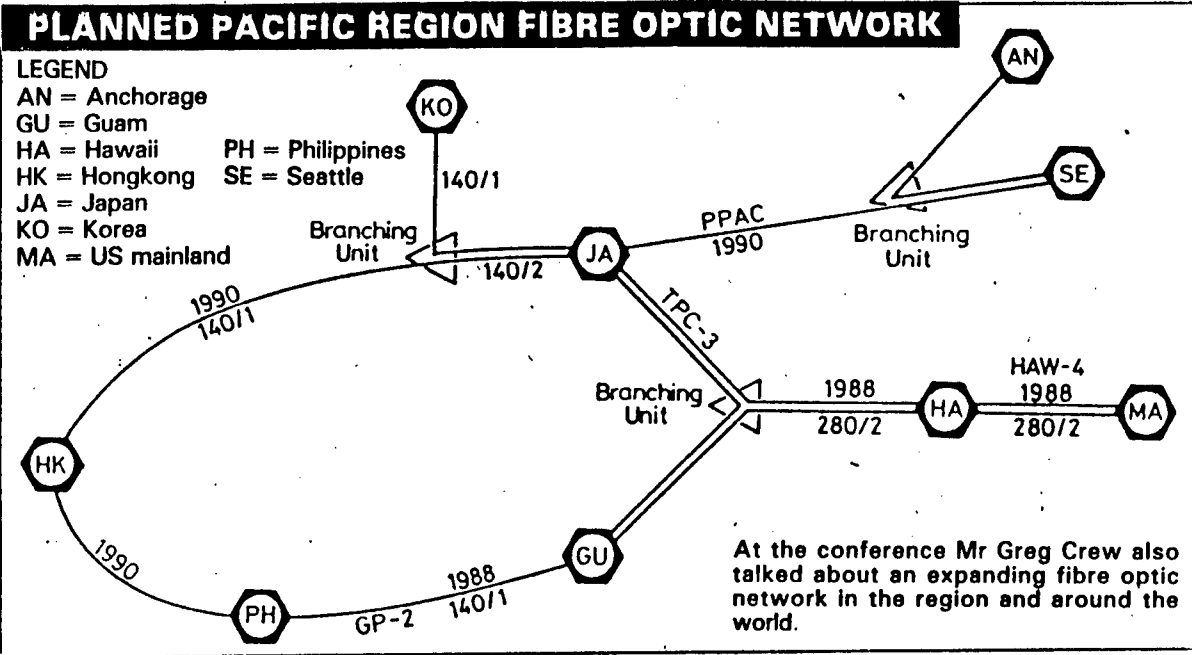 PLANNED PACIFIC REGION FIBRE OPTIC NETWORK
LEGEND
AN = Anchorage
GU = Guam
HA = Hawaii
PH = Philippines
HK = Hongkong
SE = Seattle
JA = Japan
KO = Korea
MA = US mainland
AN
KO
SE
140/1
PPAC
1990
Branching
Unit
Branching
Unit
JA
140/2
1990
140/1
TPC-3
Branching
Unit
1988
280/2
HA
HAW-4
1988
280/2
MA
HK
1990
PH
GP-2
1988
140/1
GU
At the conference Mr Greg Crew also
talked about an expanding fibre optic
network in the region and around the
world.